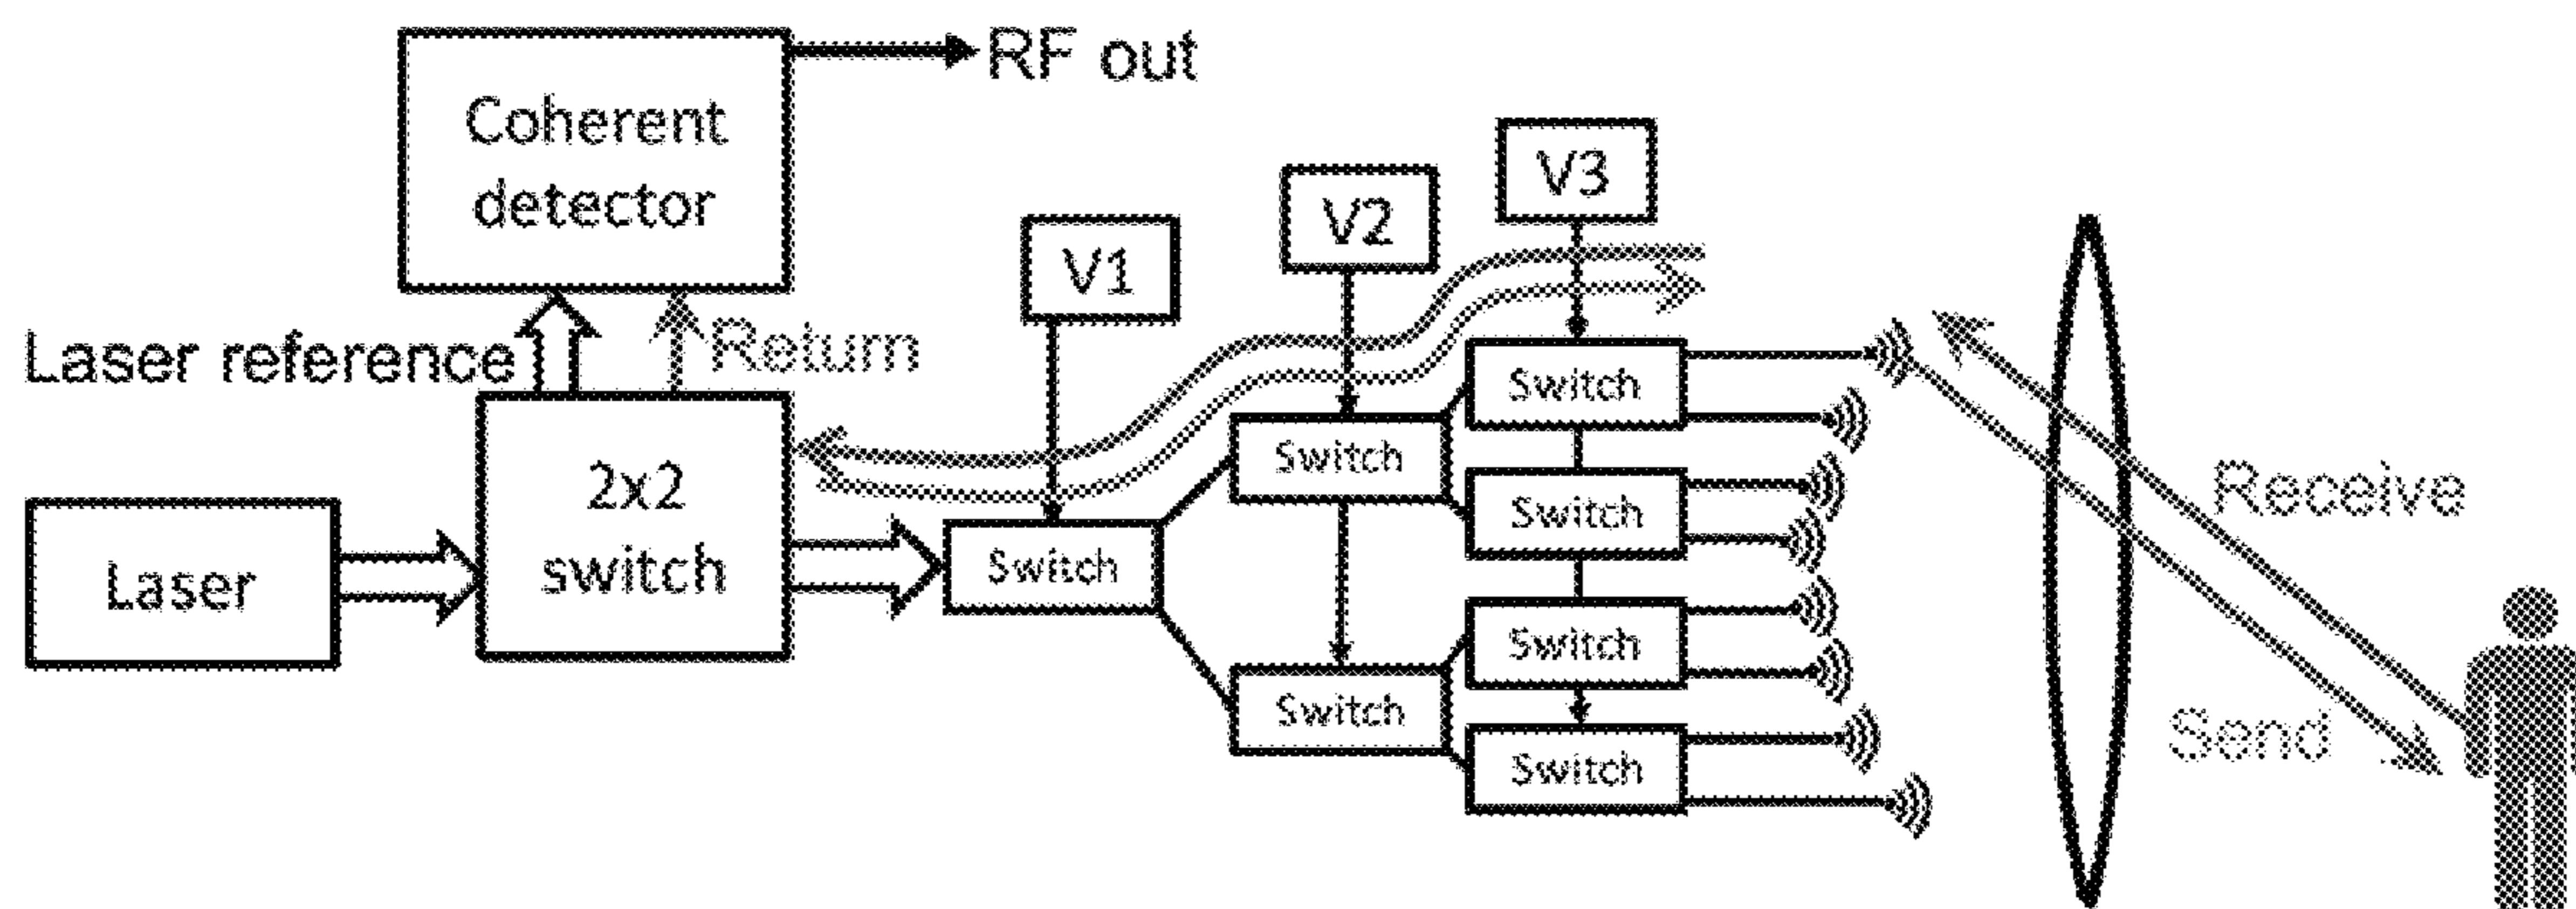 RF out
Coherent
detector
V1
V2
V3
Laser reference
Return
Laser
2x2
switch
Switch
Switch
Switch
Switch
Switch
Switch
Switch
Receive
Send